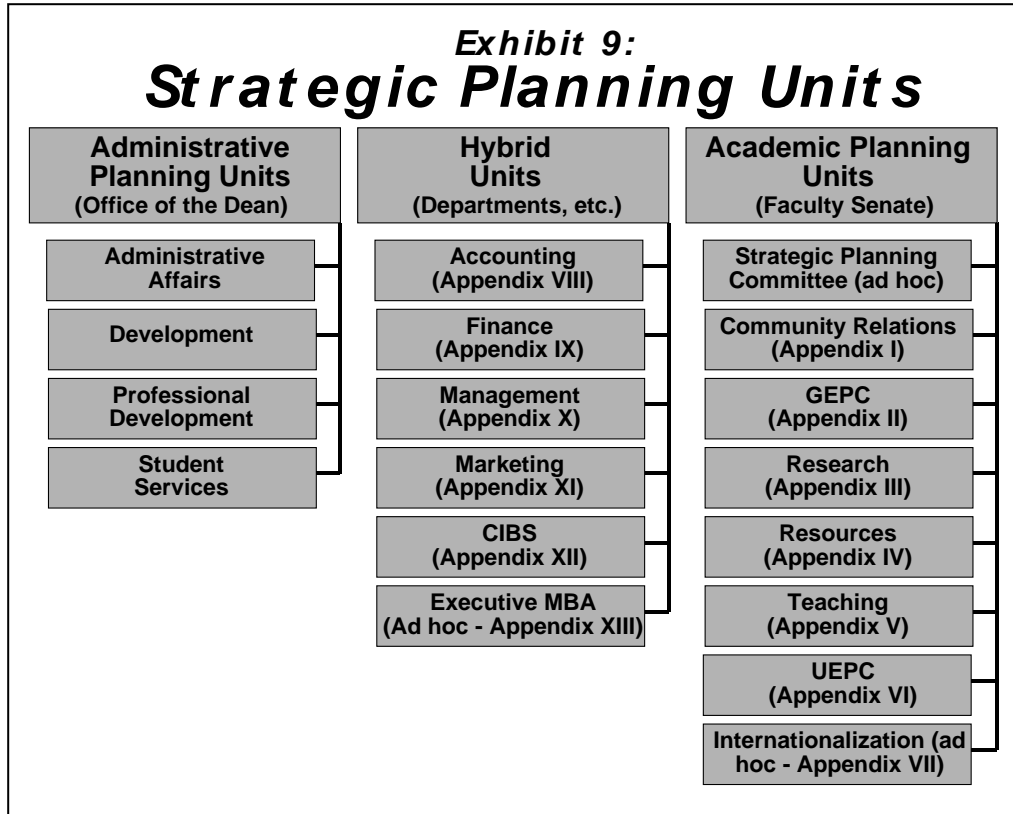 Exhibit 9:
Strategic Planning Units
Administrative
Planning Units
(Office of the Dean)
Administrative
Affairs
Development
Professional
Development
Student
Services
Hybrid
Units
(Departments, etc.)
Accounting
(Appendix VIII)
Finance
(Appendix IX)
Management
(Appendix X)
Marketing
(Appendix XI)
CIBS
(Appendix XII)
Executive MBA
(Ad hoc - Appendix XIII)
Academic Planning
Units
(Faculty Senate)
Strategic Planning
Committee (ad hoc)
Community Relations
(Appendix I)
GEPC
(Appendix II)
Research
(Appendix III)
Resources
(Appendix IV)
Teaching
(Appendix V)
UEPC
(Appendix VI)
Internationalization (ad
hoc - Appendix VII)